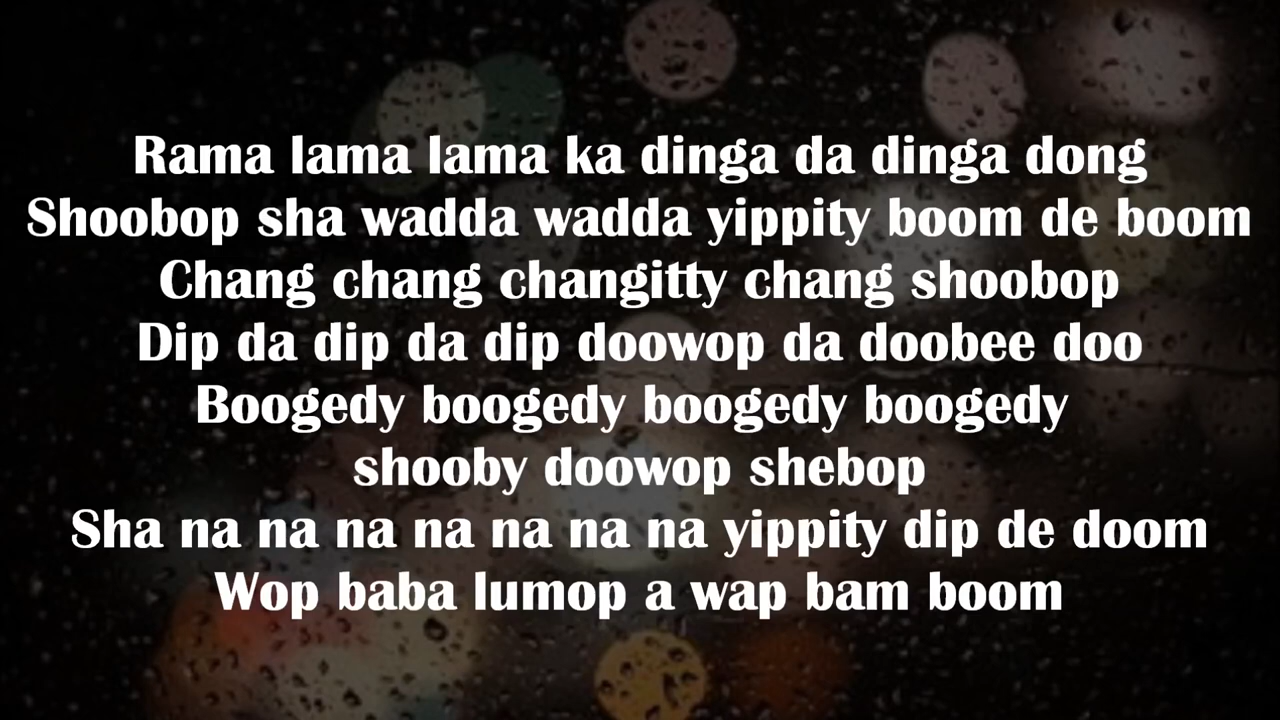 Rama lama lama ka dinga da dinga dong
Shoobop sha wadda wadda yippity boom de boom
Chang chang changitty chang shoobop
Dip da dip da dip doowop da doobee doo
Boogedy boogedy boogedy boogedy
shooby doowop shebop
Sha na na na na na na na yippity dip de doom
Wop baba lumop a wap bam boom